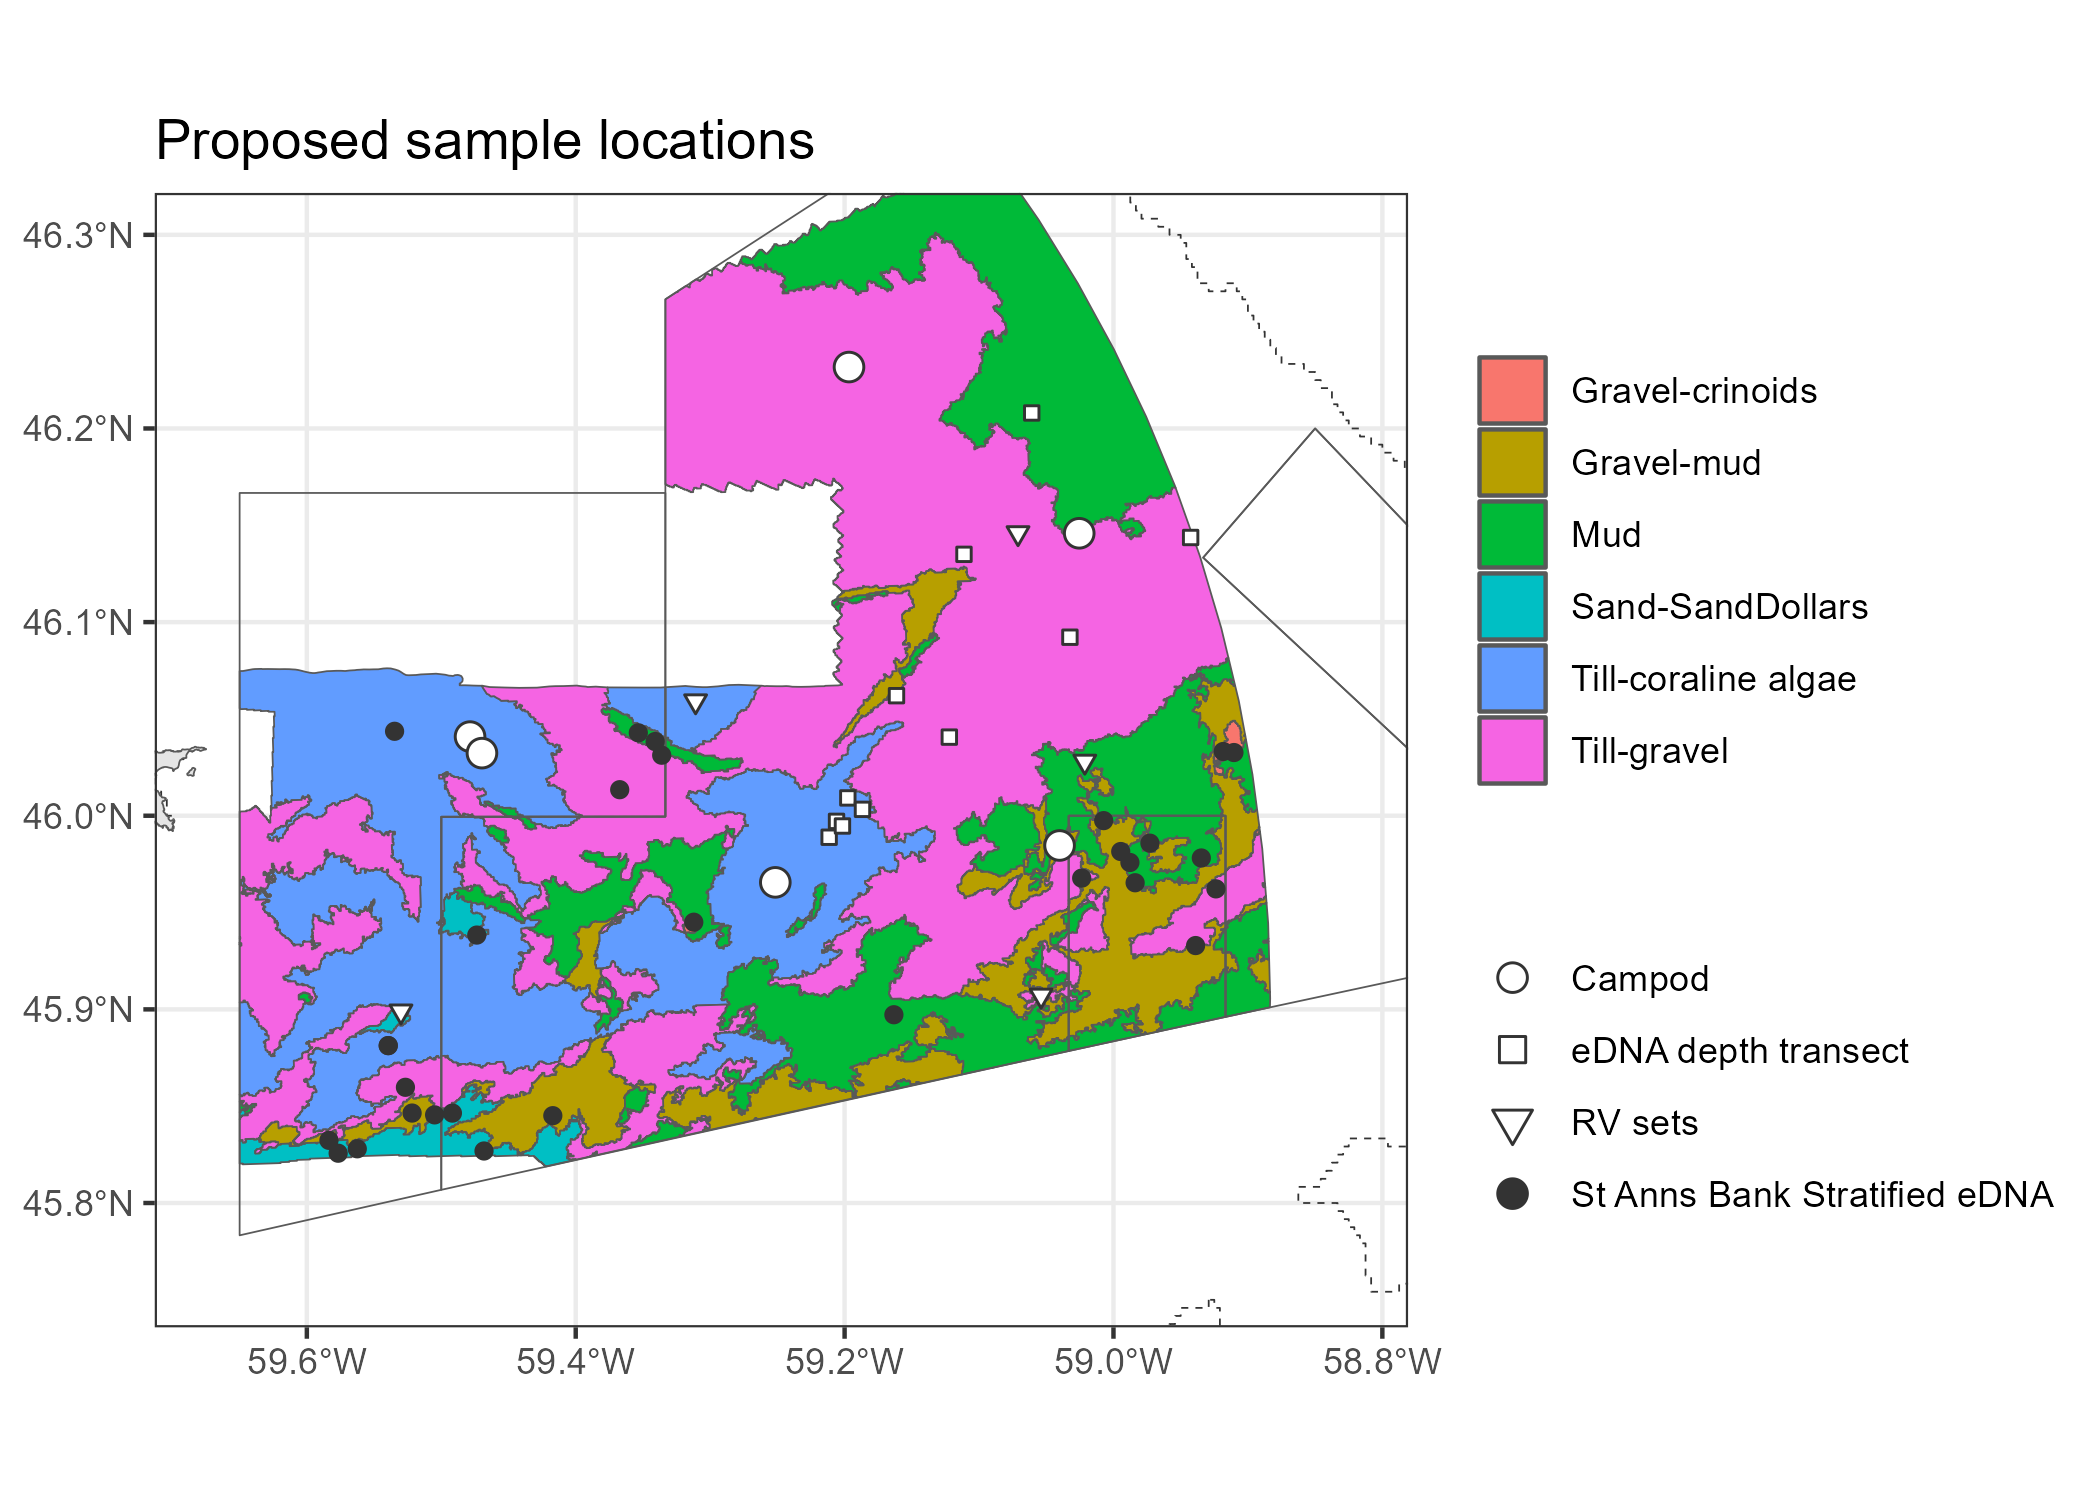 Proposed sample locations
46.3°N
46.2°N
46.1°N
46.0°N
45.9°N
45.8°N
59.6°W
59.4°W
59.2°W
59.0°W
58.8°W
Gravel-crinoids
Gravel-mud
Mud
Sand-SandDollars
Till-coraline algae
Till-gravel
Campod
eDNA depth transect
RV sets
St Anns Bank Stratified eDNA